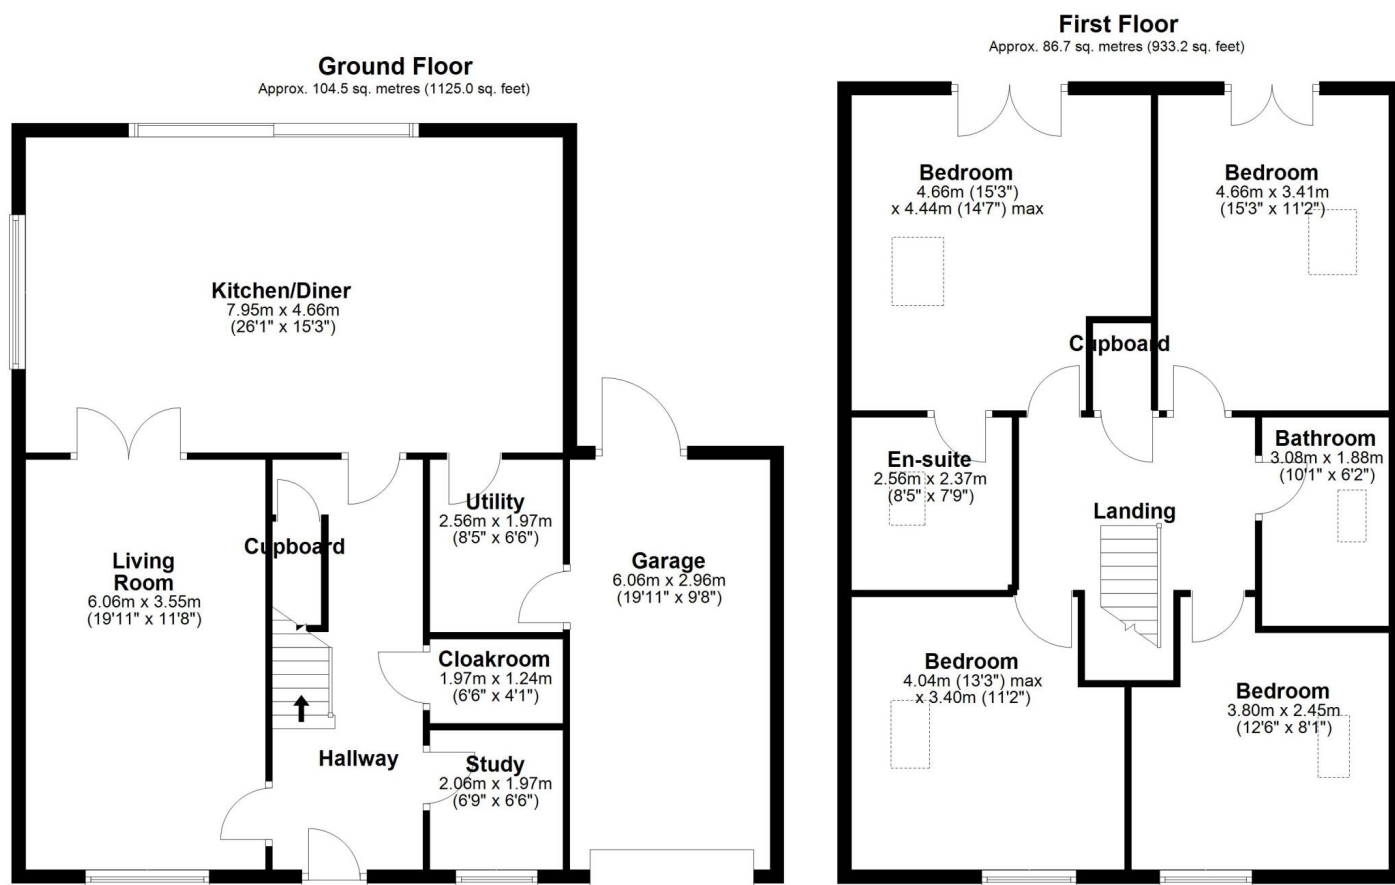 Ground Floor
Approx. 104.5 sq. metres (1125.0 sq. feet)
Kitchen/Diner
7.95m x 4.66m
(26'1" x 15'3")
Living
Room
6.06m x 3.55m
(19'11" x 11'8")
Cupboard
Utility
2.56m x 1.97m
(8'5" x 6'6")
Garage
6.06m x 2.96m
(19'11" x 9'8")
Cloakroom
1.97m x 1.24m
(6'6" x 4'1")
Hallway
Study
2.06m x 1.97m
(6'9" x 6'6")
First Floor
Approx. 86.7 sq. metres (933.2 sq. feet)
Bedroom
4.66m (15'3")
x 4.44m (14'7") max
Bedroom
4.66m x 3.41m
(15'3" x 11'2")
Cupboard
En-suite
2.56m x 2.37m
(8'5" x 7'9")
Landing
Bathroom
3.08m x 1.88m
(10'1" x 6'2")
Bedroom
4.04m (13'3") max
x 3.40m (11'2")
Bedroom
3.80m x 2.45m
(12'6" x 8'1")